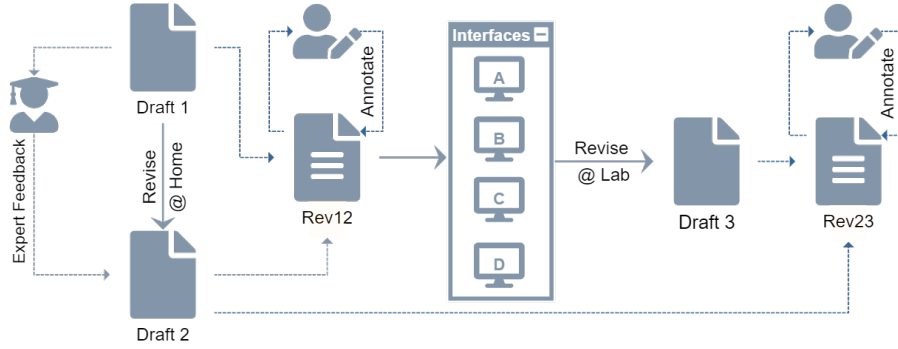 Draft 1
Expert Feedback
Revise
@ Home
Draft 2
Annotate
Rev12
Interfaces
A
B
C
D
Revise
@ Lab
Draft 3
Annotate
Rev23